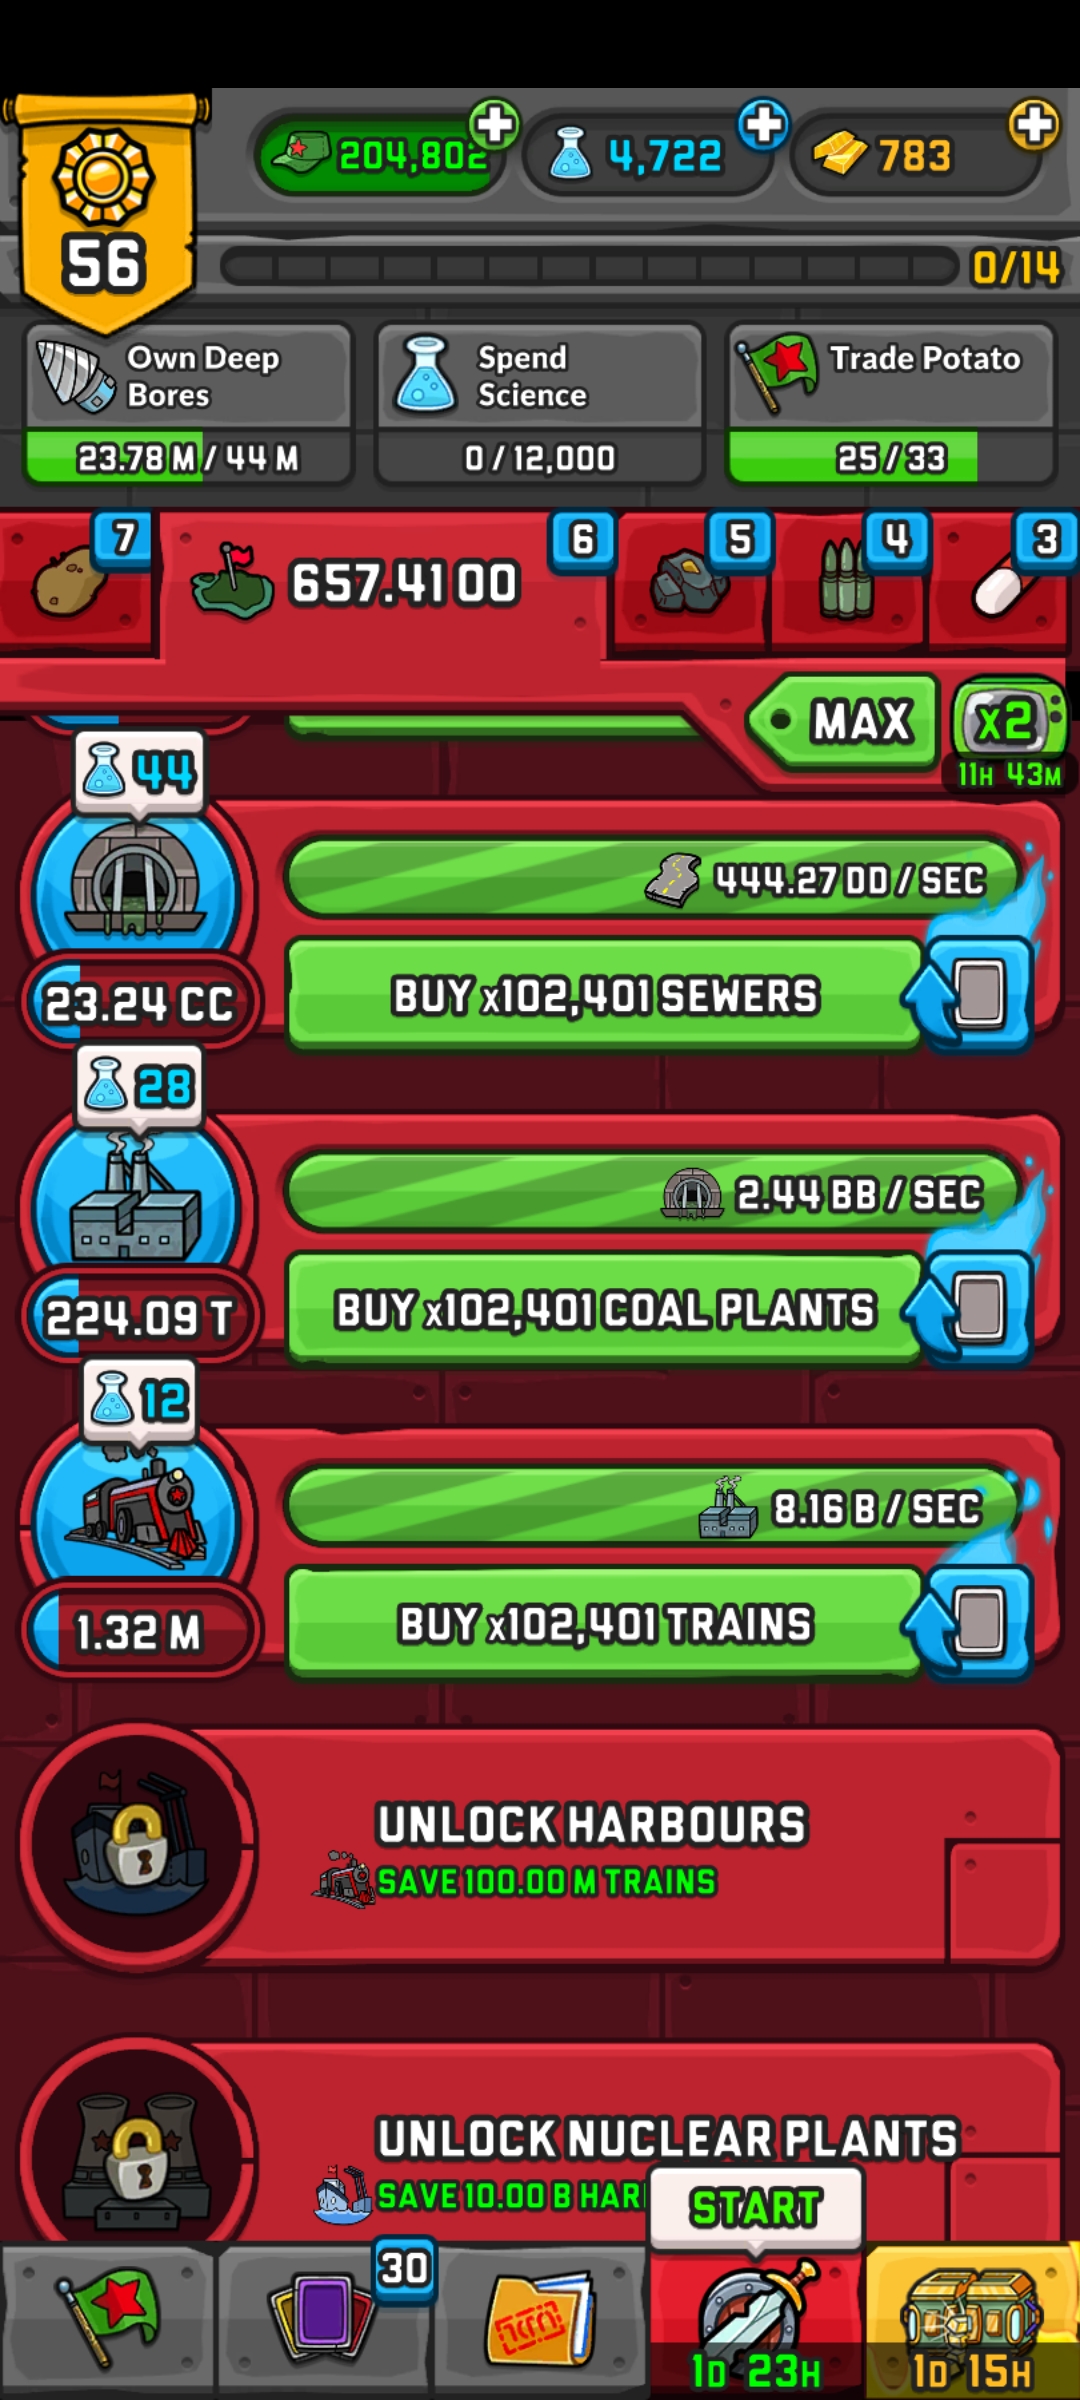 204,802
4,722
783
56
0/14
Own Deep
Bores
23.78 M / 44 M
Spend
Science
0 / 12,000
Trade Potato
25 / 33
7
657.41 OO
6
5
4
3
MAX
x2
11H 43M
44
444.27 DD / SEC
23.24 CC
BUY x102,401 SEWERS
28
2.44 BB / SEC
224.09 T
BUY x102,401 COAL PLANTS
12
8.16 B / SEC
1.32 M
BUY x102,401 TRAINS
UNLOCK HARBOURS
SAVE 100.00 M TRAINS
UNLOCK NUCLEAR PLANTS
SAVE 10.00 B HAR
START
30
1D 23H
1D 15H